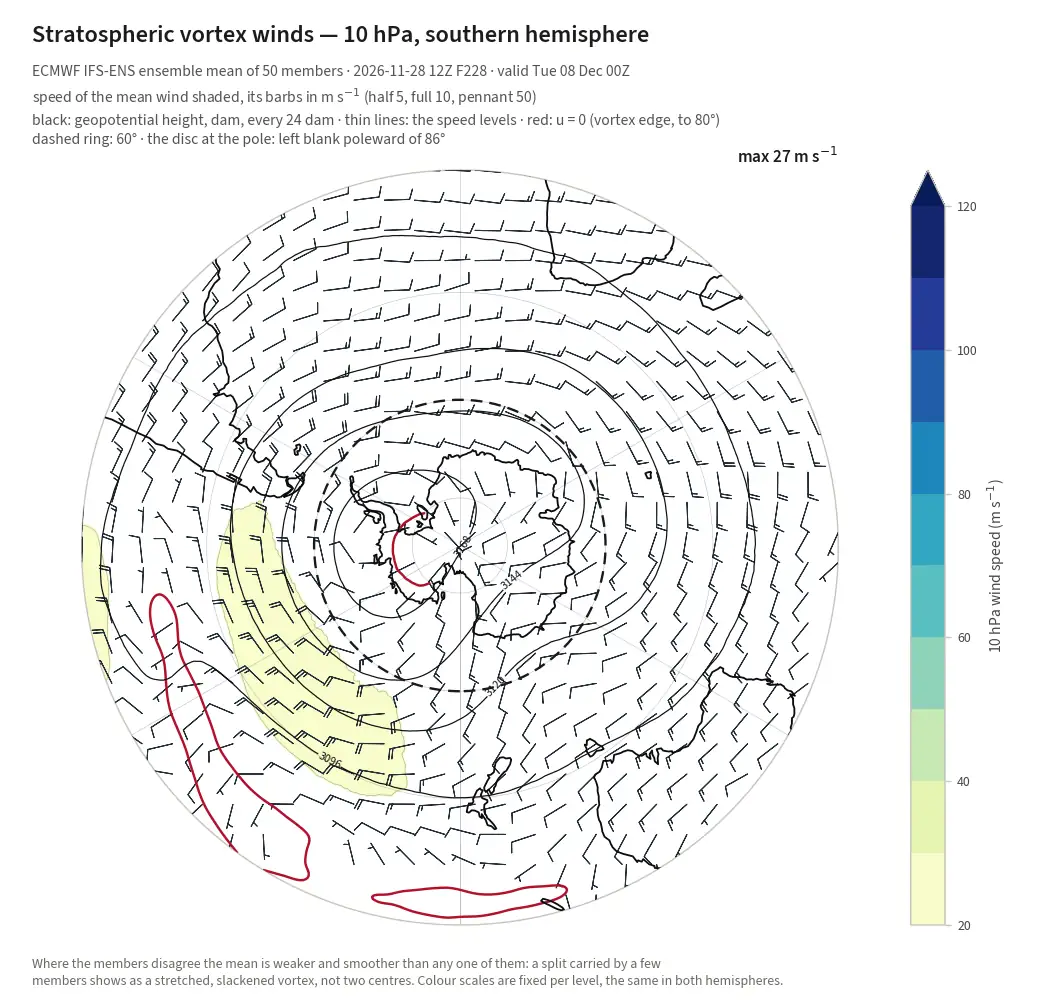 Stratospheric vortex winds — 10 hPa, southern hemisphere
ECMWF IFS-ENS ensemble mean of 50 members · 2026-11-28 12Z F228 · valid Tue 08 Dec 00Z
speed of the mean wind shaded, its barbs in m s⁻¹ (half 5, full 10, pennant 50)
black: geopotential height, dam, every 24 dam · thin lines: the speed levels · red: u = 0 (vortex edge, to 80°)
dashed ring: 60° · the disc at the pole: left blank poleward of 86°
max 27 m s⁻¹
120
100
80
60
40
20
10 hPa wind speed (m s⁻¹)
3144
3120
3096
Where the members disagree the mean is weaker and smoother than any one of them: a split carried by a few
members shows as a stretched, slackened vortex, not two centres. Colour scales are fixed per level, the same in both hemispheres.